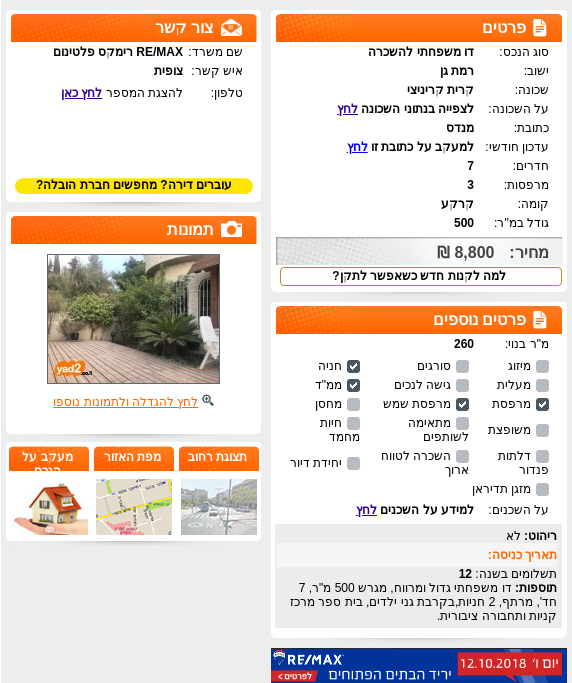 פרטים
סוג הנכס: דו משפחתי להשכרה
ישוב: רמת גן
שכונה: קרית קריניצי
על השכונה: לצפייה בנתוני השכונה לחץ
כתובת: מנדס
עדכון חודשי: למעקב על כתובת זו לחץ
חדרים: 7
מרפסות: 3
קומה: קרקע
גודל במ"ר: 500
מחיר: 8,800 ₪
למה לקנות חדש כשאפשר לתקן?
פרטים נוספים
מ"ר בנוי: 260
מיזוג סורגים חניה
מעלית גישה לנכים ממ"ד
מרפסת מרפסת שמש מחסן
משופצת מתאימה לשותפים חיות מחמד
דלתות פנדור השכרה לטווח ארוך יחידת דיור
מזגן תדיראן
על השכנים: למידע על השכנים לחץ
ריהוט: לא
תאריך כניסה:
תשלומים בשנה: 12
תוספות: דו משפחתי גדול ומרווח, מגרש 500 מ"ר, 7
חד', מרתף, 2 חניות,בקרבת גני ילדים, בית ספר מרכז
קניות ותחבורה ציבורית.
RE/MAX
יום ו' 12.10.2018
יריד הבתים הפתוחים
לפרטים >
צור קשר
שם משרד: RE/MAX רימקס פלטינום
איש קשר: צופית
טלפון: להצגת המספר לחץ כאן
עוברים דירה? מחפשים חברת הובלה?
תמונות
yad2.co.il
לחץ להגדלה ולתמונות נוספו
תצוגת רחוב
מפת האזור
מעקב על
הנכס